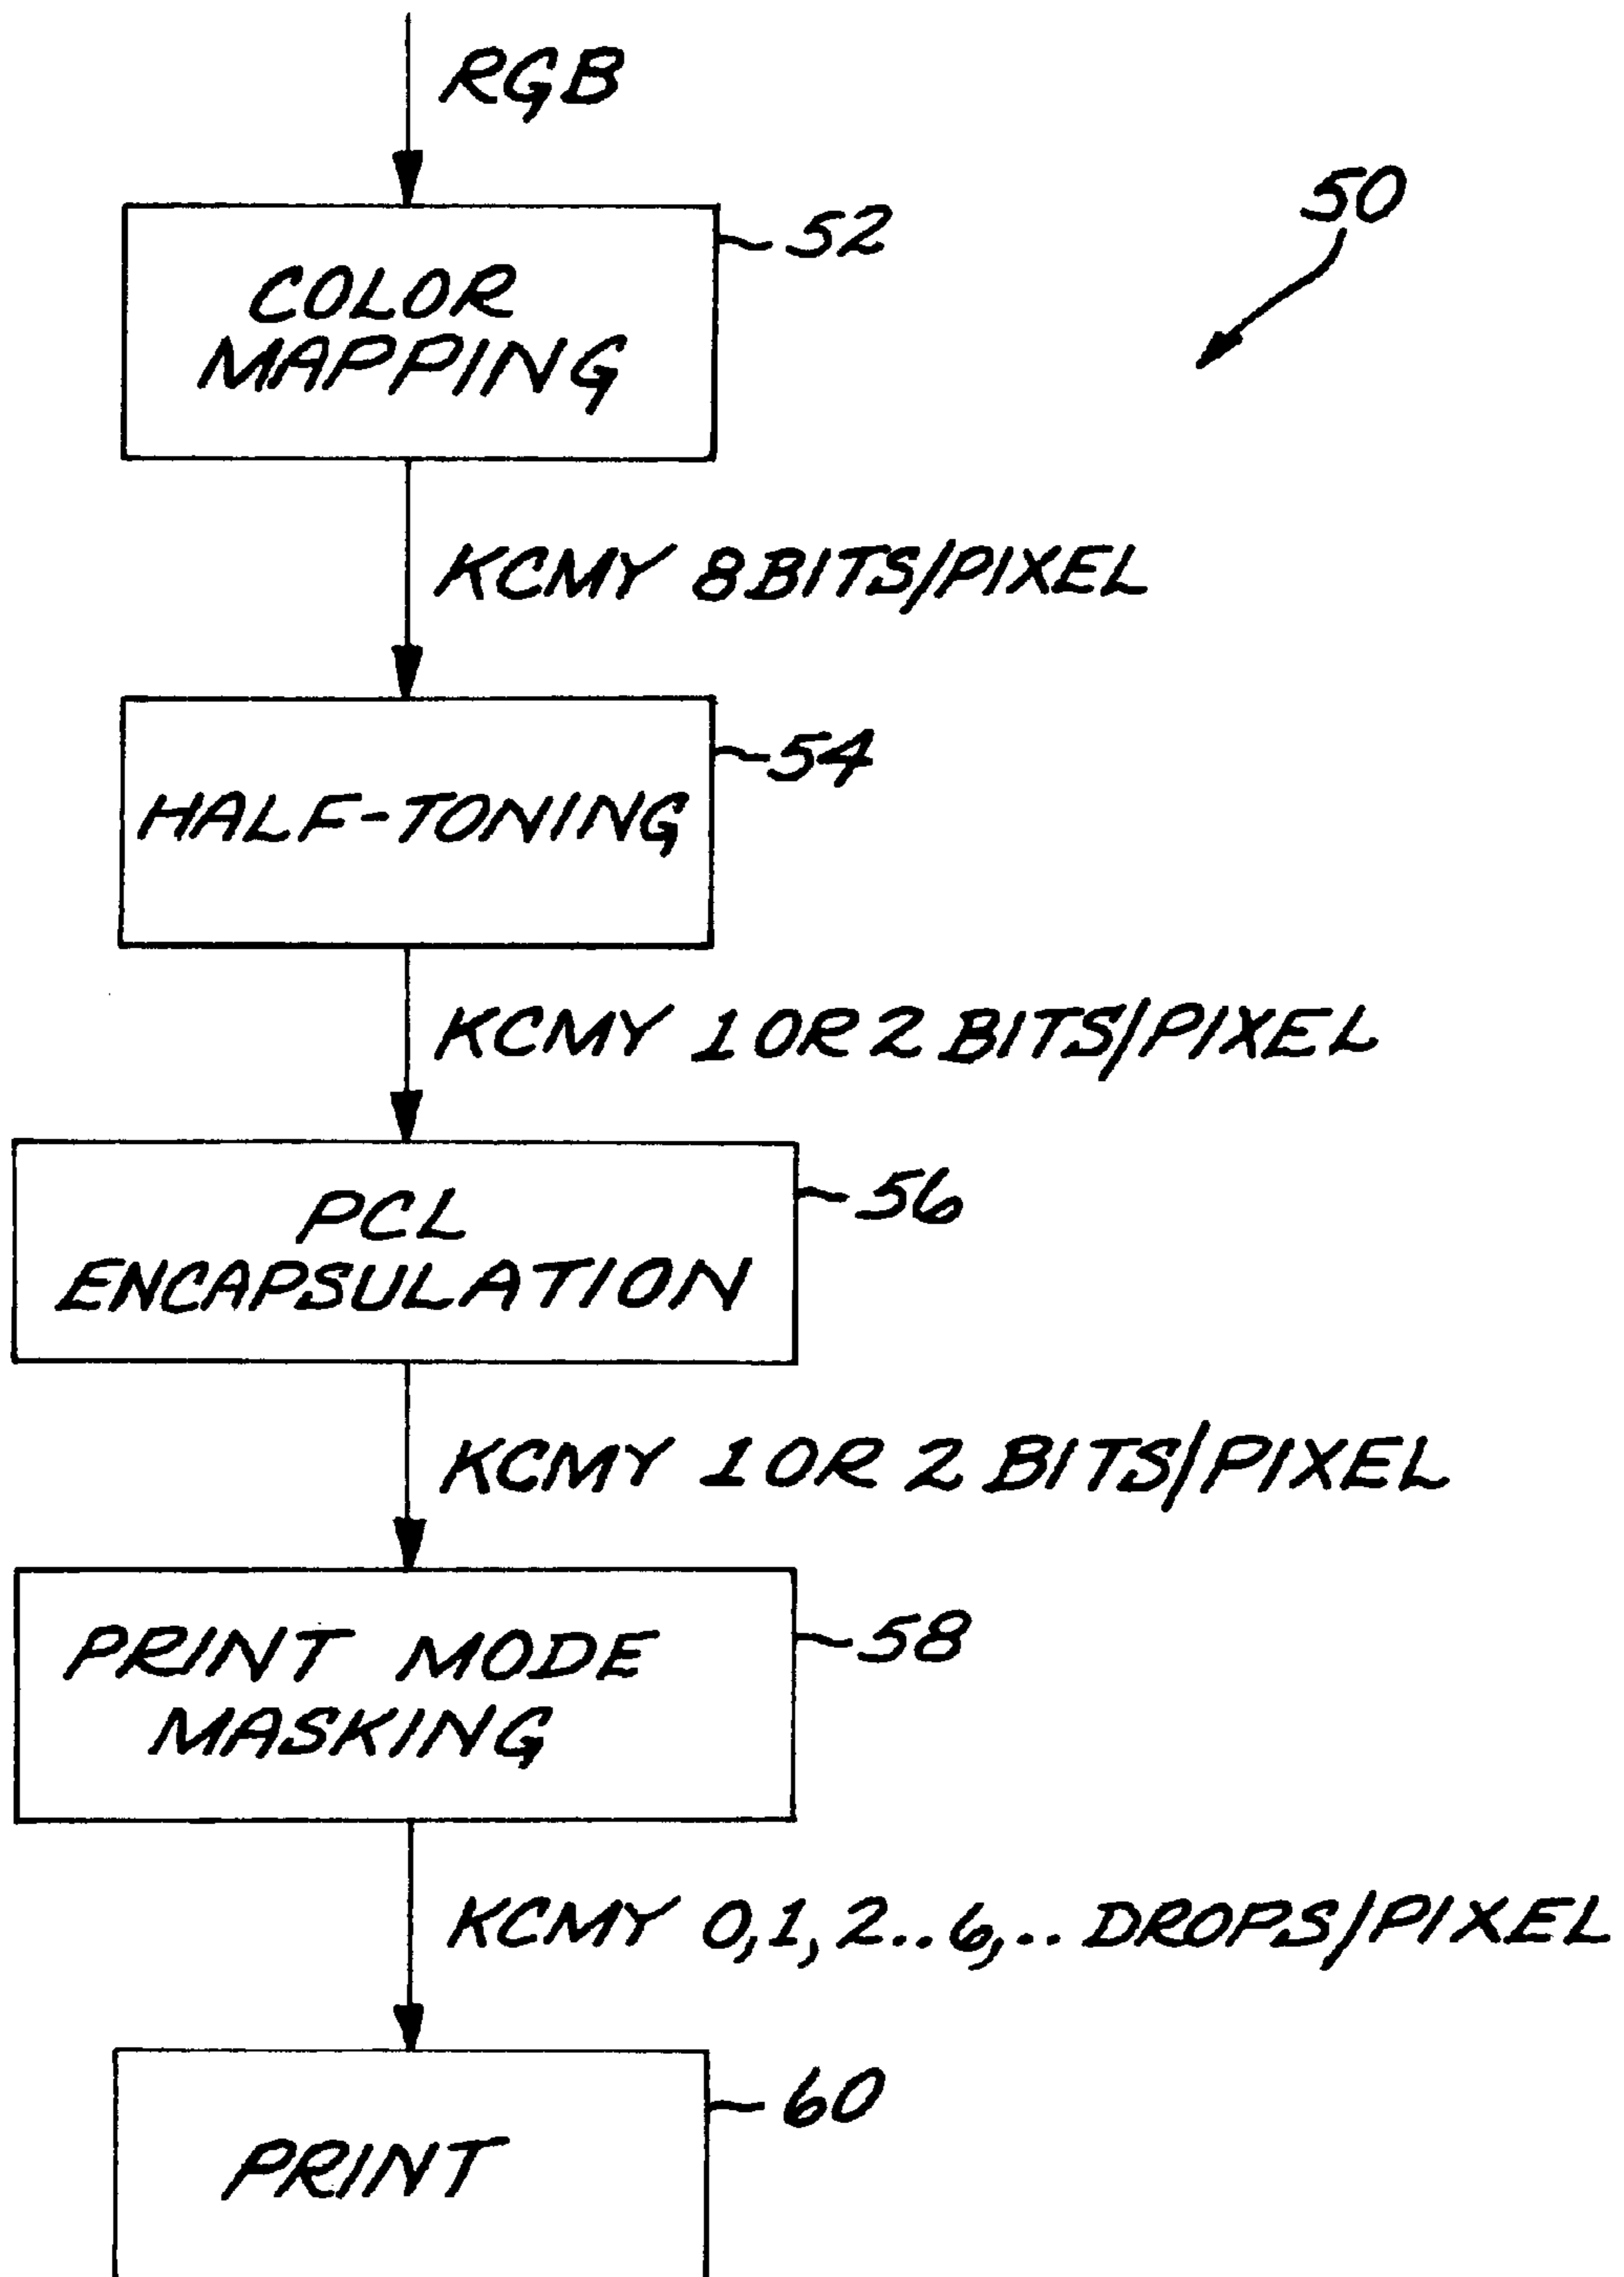 RGB
50
52
COLOR
MAPPING
KCMY 8 BITS/PIXEL
54
HALF-TONING
KCMY 1 OR 2 BITS/PIXEL
56
PCL
ENCAPSULATION
KCMY 1 OR 2 BITS/PIXEL
58
PRINT MODE
MASKING
KCMY 0,1,2..6,.. DROPS/PIXEL
60
PRINT